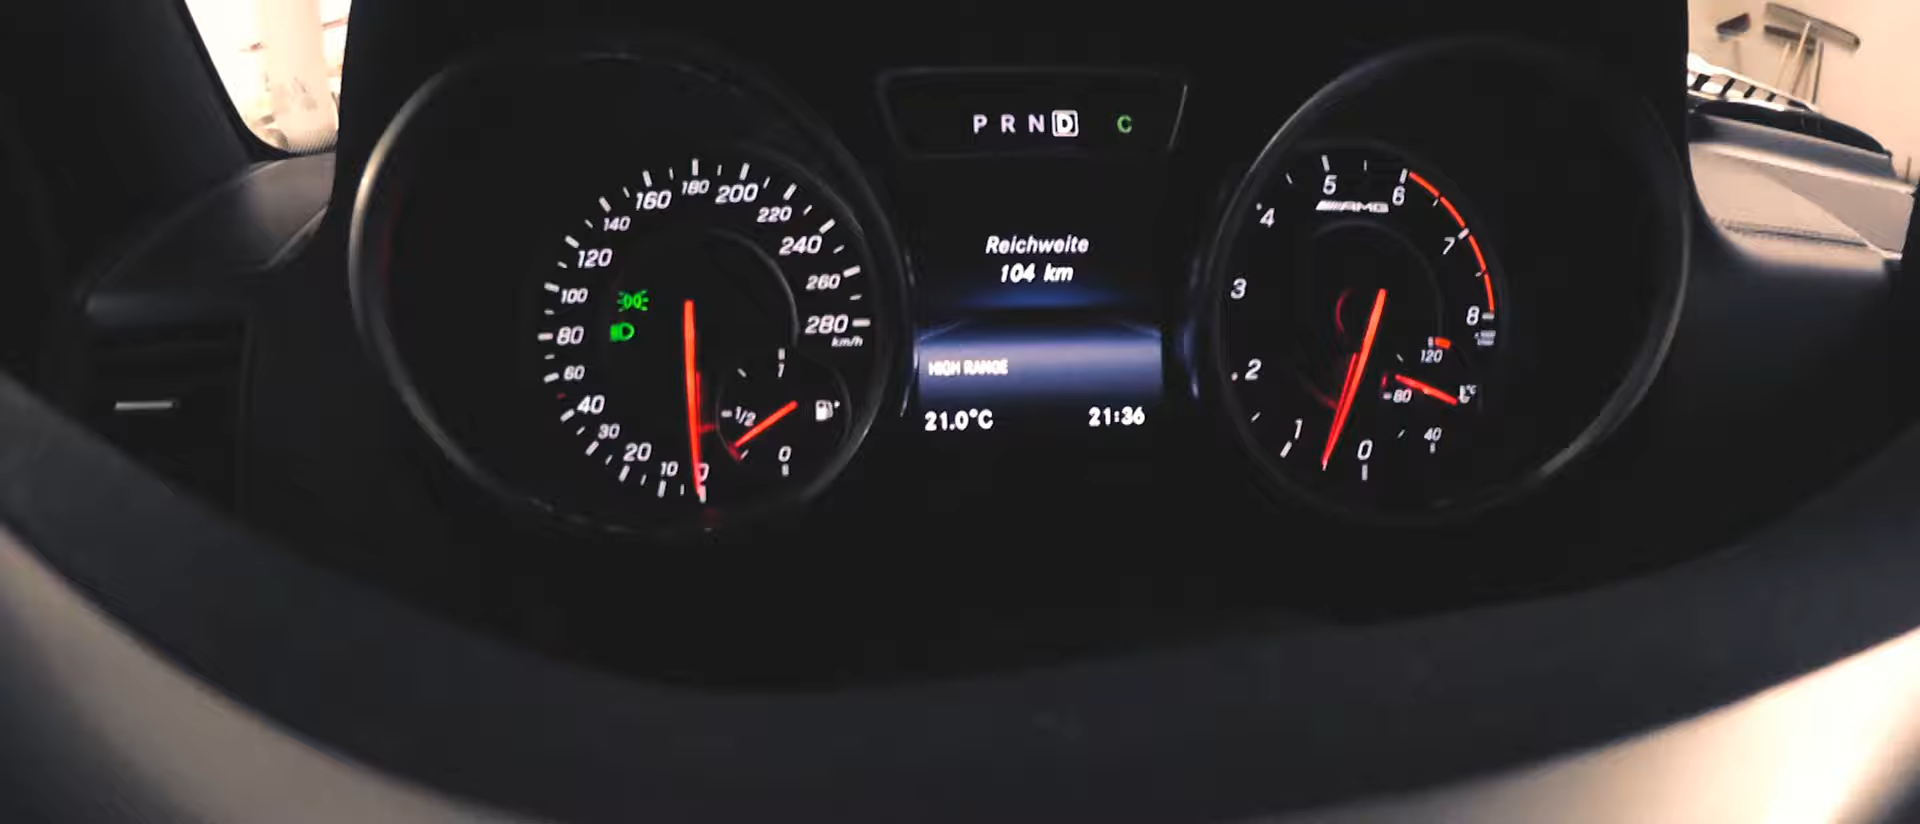 P R N D C
160 180 200
140 220
120 240
100 260
80 280
km/h
60 1
40 1/2
30
20
10 0 0
Reichweite
104 km
HIGH RANGE
21.0°C 21:36
5 6
AMG
4 7
3 8
120
2 80 °C
1 0 40